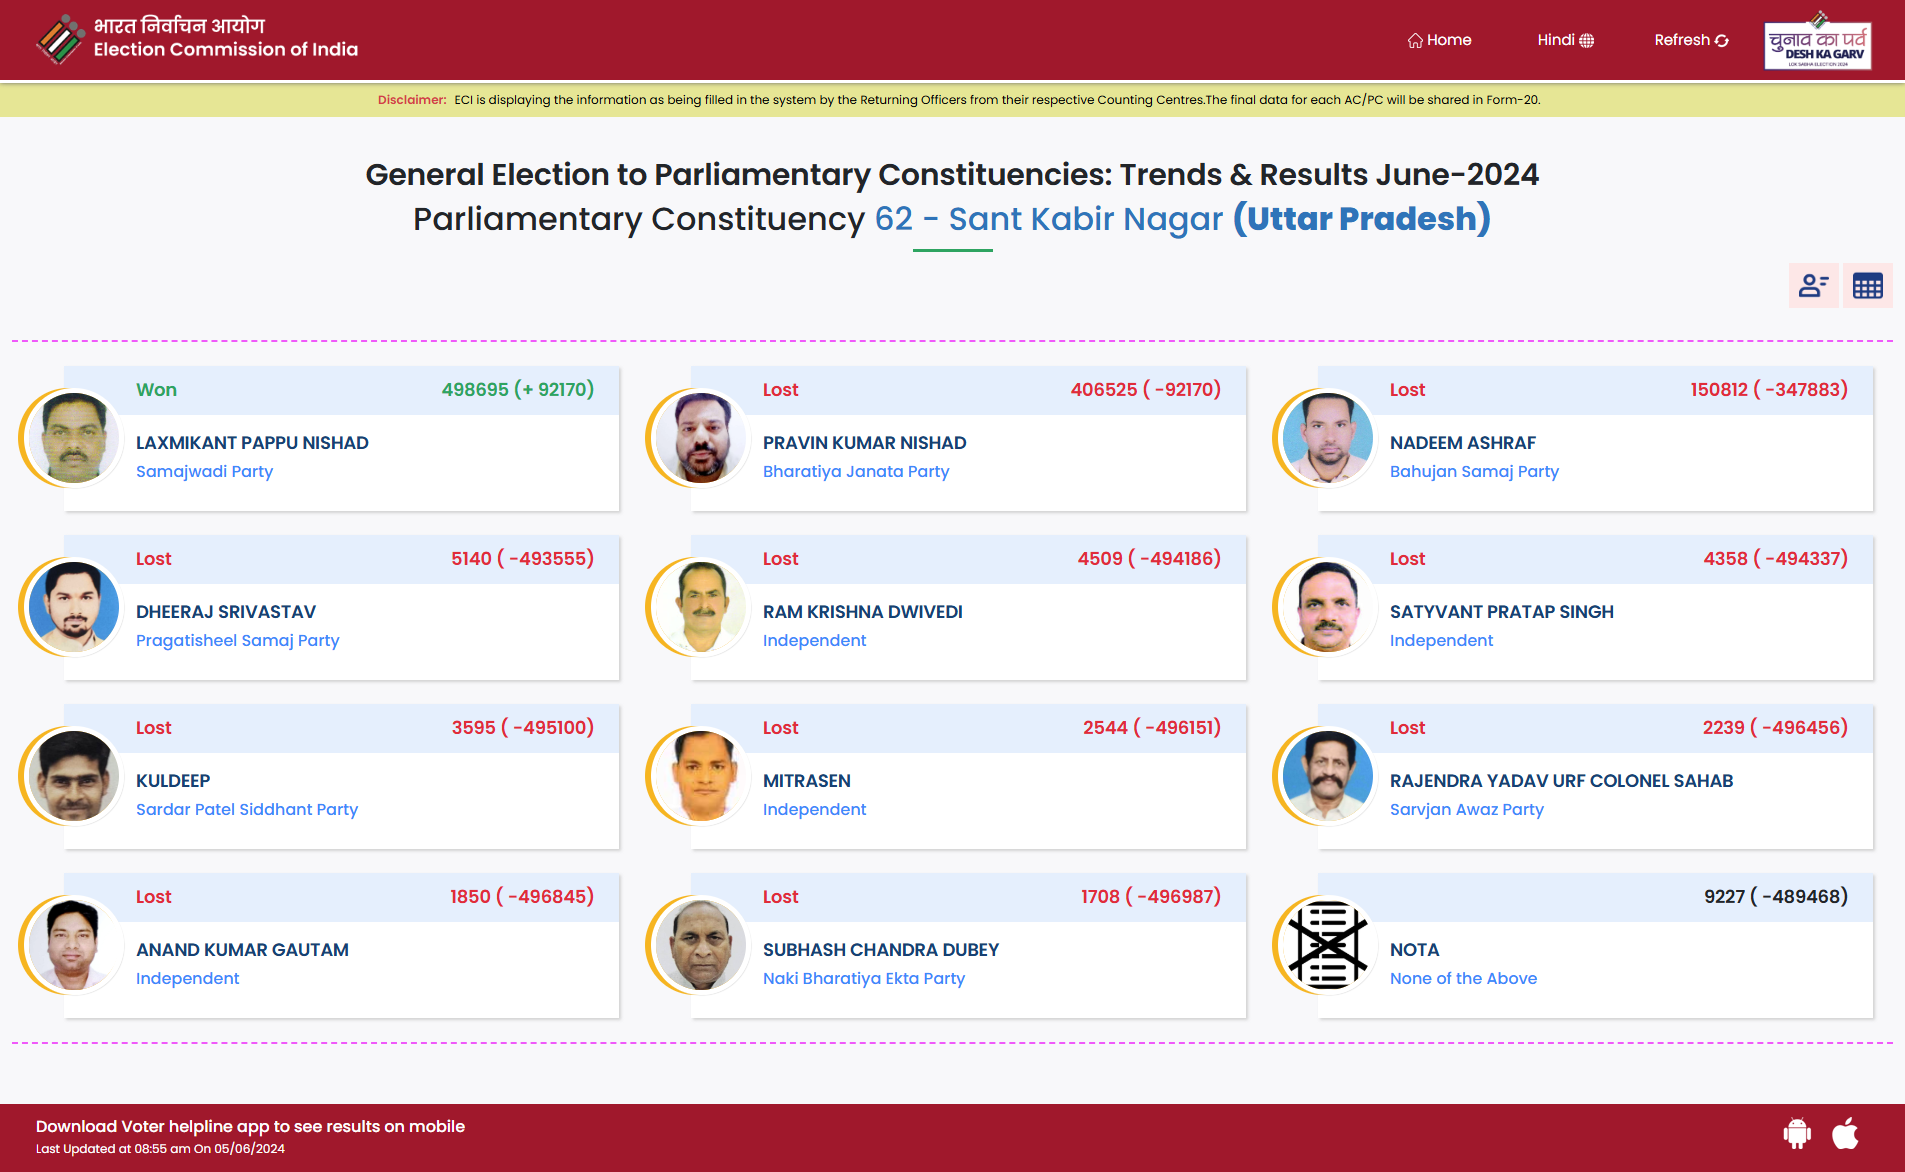 भारत निर्वाचन आयोग
Election Commission of India
Home
Hindi
Refresh
चुनाव का पर्व
DESH KA GARV
LOK SABHA ELECTION 2024
Disclaimer: ECI is displaying the information as being filled in the system by the Returning Officers from their respective Counting Centres.The final data for each AC/PC will be shared in Form-20.
General Election to Parliamentary Constituencies: Trends & Results June-2024
Parliamentary Constituency 62 - Sant Kabir Nagar (Uttar Pradesh)
Won 498695 (+ 92170)
LAXMIKANT PAPPU NISHAD
Samajwadi Party
Lost 406525 ( -92170)
PRAVIN KUMAR NISHAD
Bharatiya Janata Party
Lost 150812 ( -347883)
NADEEM ASHRAF
Bahujan Samaj Party
Lost 5140 ( -493555)
DHEERAJ SRIVASTAV
Pragatisheel Samaj Party
Lost 4509 ( -494186)
RAM KRISHNA DWIVEDI
Independent
Lost 4358 ( -494337)
SATYVANT PRATAP SINGH
Independent
Lost 3595 ( -495100)
KULDEEP
Sardar Patel Siddhant Party
Lost 2544 ( -496151)
MITRASEN
Independent
Lost 2239 ( -496456)
RAJENDRA YADAV URF COLONEL SAHAB
Sarvjan Awaz Party
Lost 1850 ( -496845)
ANAND KUMAR GAUTAM
Independent
Lost 1708 ( -496987)
SUBHASH CHANDRA DUBEY
Naki Bharatiya Ekta Party
9227 ( -489468)
NOTA
None of the Above
Download Voter helpline app to see results on mobile
Last Updated at 08:55 am On 05/06/2024